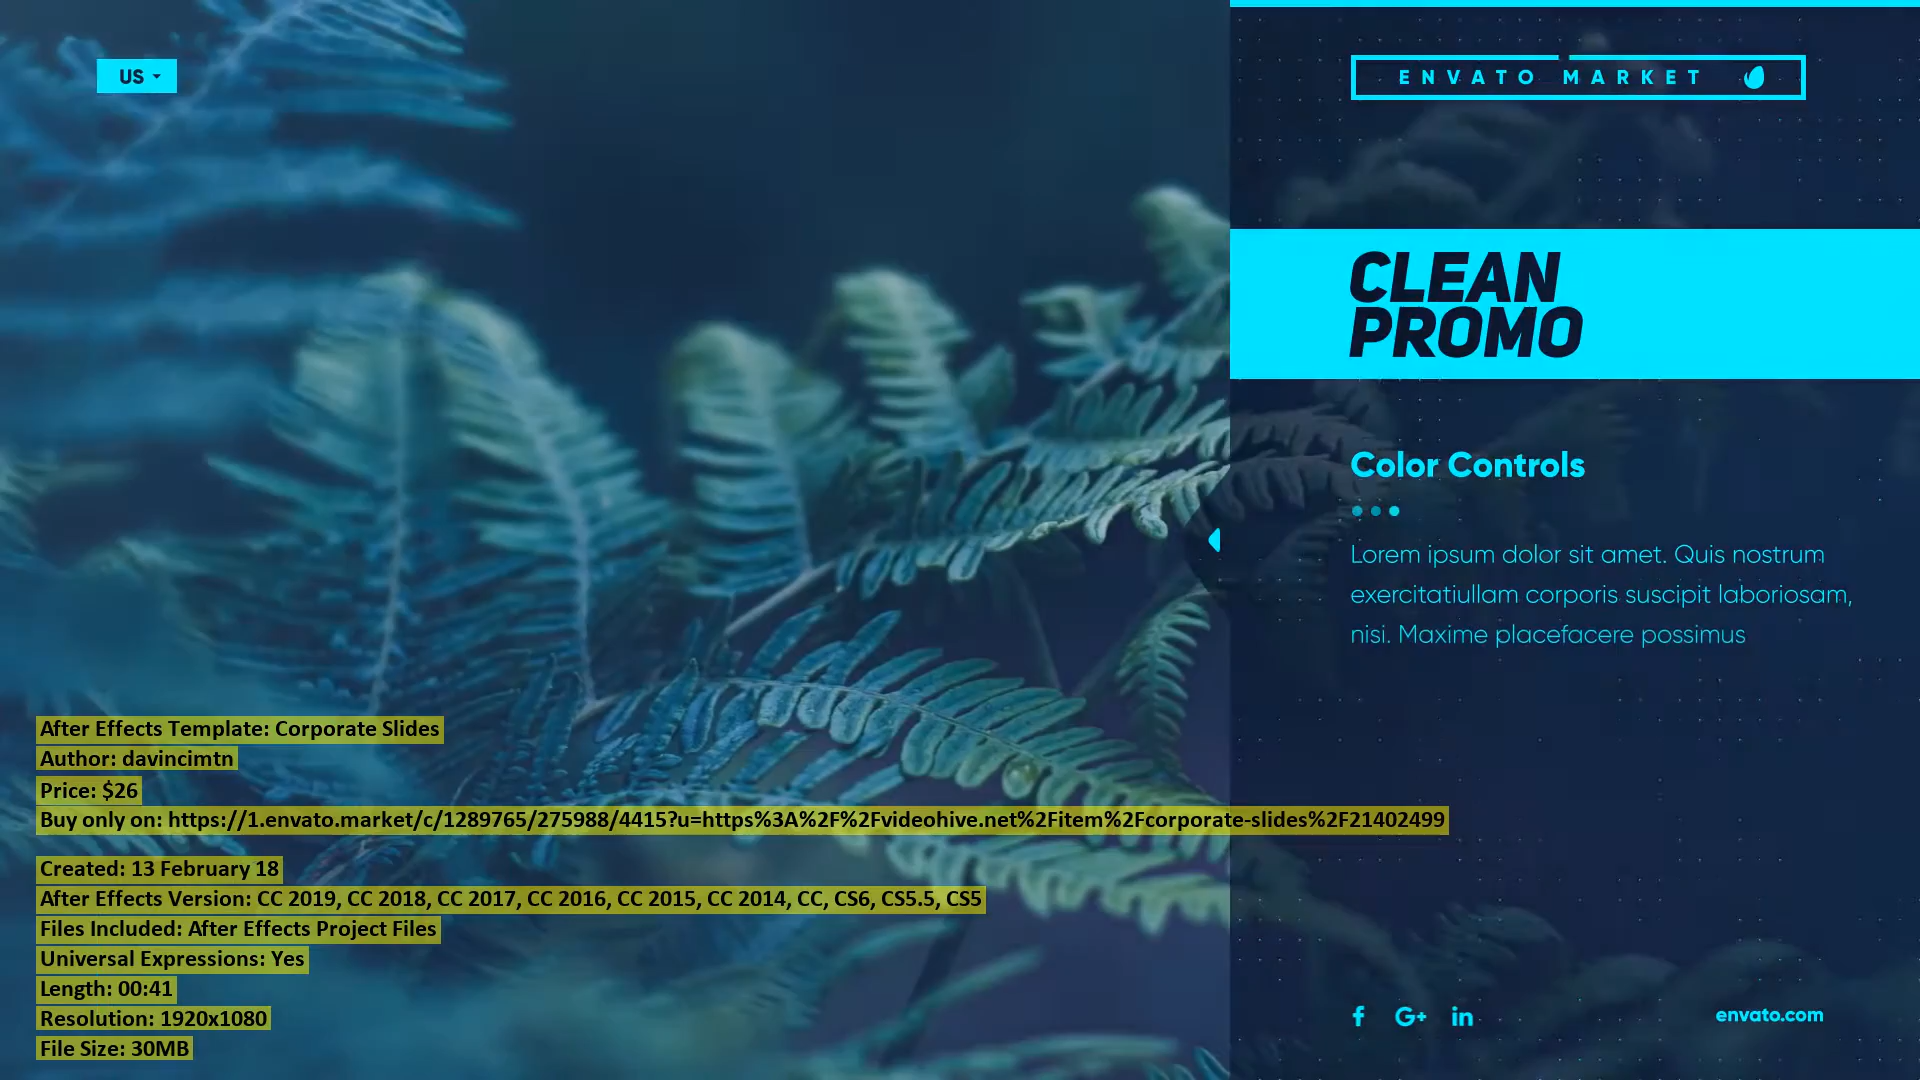 US
ENVATO MARKET
CLEAN
PROMO
Color Controls
Lorem ipsum dolor sit amet. Quis nostrum
exercitatiullam corporis suscipit laboriosam,
nisi. Maxime placefacere possimus
After Effects Template: Corporate Slides
Author: davincimtn
Price: $26
Buy only on: https://1.envato.market/c/1289765/275988/4415?u=https%3A%2F%2Fvideohive.net%2Fitem%2Fcorporate-slides%2F21402499
Created: 13 February 18
After Effects Version: CC 2019, CC 2018, CC 2017, CC 2016, CC 2015, CC 2014, CC, CS6, CS5.5, CS5
Files Included: After Effects Project Files
Universal Expressions: Yes
Length: 00:41
Resolution: 1920x1080
File Size: 30MB
f G+ in
envato.com